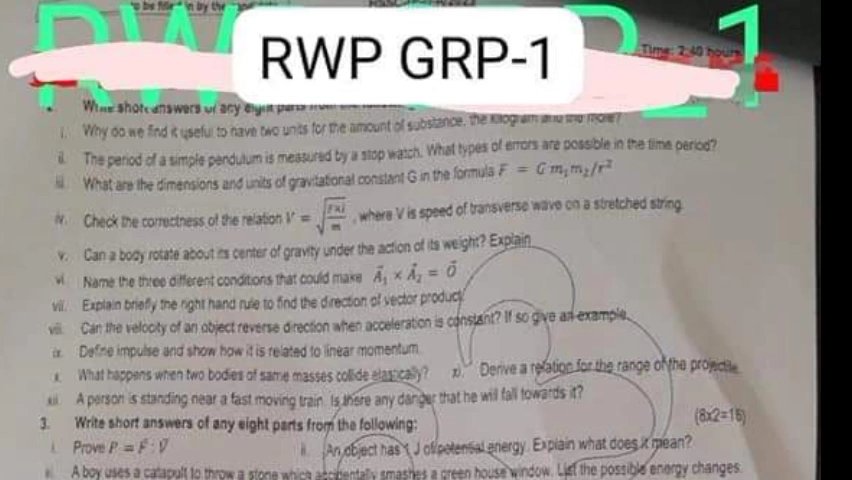 to be filled in by the
RWP GRP-1
Time: 2:40 hours
Write short answers of any eight parts from the following
i. Why do we find it useful to have two units for the amount of substance, the kilogram and the mole?
ii. The period of a simple pendulum is measured by a stop watch. What types of errors are possible in the time period?
iii. What are the dimensions and units of gravitational constant G in the formula F = G m₁m₂/r²
iv. Check the correctness of the relation V = √(F×l/m), where V is speed of transverse wave on a stretched string.
v. Can a body rotate about its center of gravity under the action of its weight? Explain
vi. Name the three different conditions that could make A⃗₁ × A⃗₂ = O⃗
vii. Explain briefly the right hand rule to find the direction of vector product.
viii. Can the velocity of an object reverse direction when acceleration is constant? If so give an example.
ix. Define impulse and show how it is related to linear momentum.
x. What happens when two bodies of same masses collide elastically? xi. Derive a relation for the range of the projectile.
xii. A person is standing near a fast moving train. Is there any danger that he will fall towards it?
3. Write short answers of any eight parts from the following: (8x2=16)
i. Prove P = F⃗ · V⃗ ii. An object has 1 J of potential energy. Explain what does it mean?
iii. A boy uses a catapult to throw a stone which accidentally smashes a green house window. List the possible energy changes.